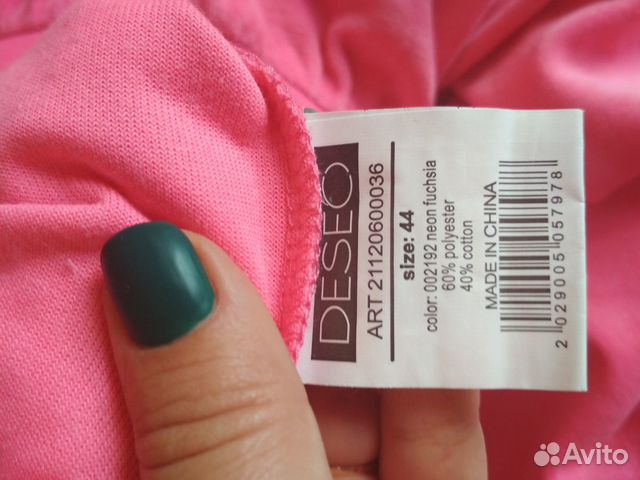 DESEO
ART 21120600036
size: 44
color: 002192 neon fuchsia
60% polyester
40% cotton
MADE IN CHINA
2 029005 057978
Avito